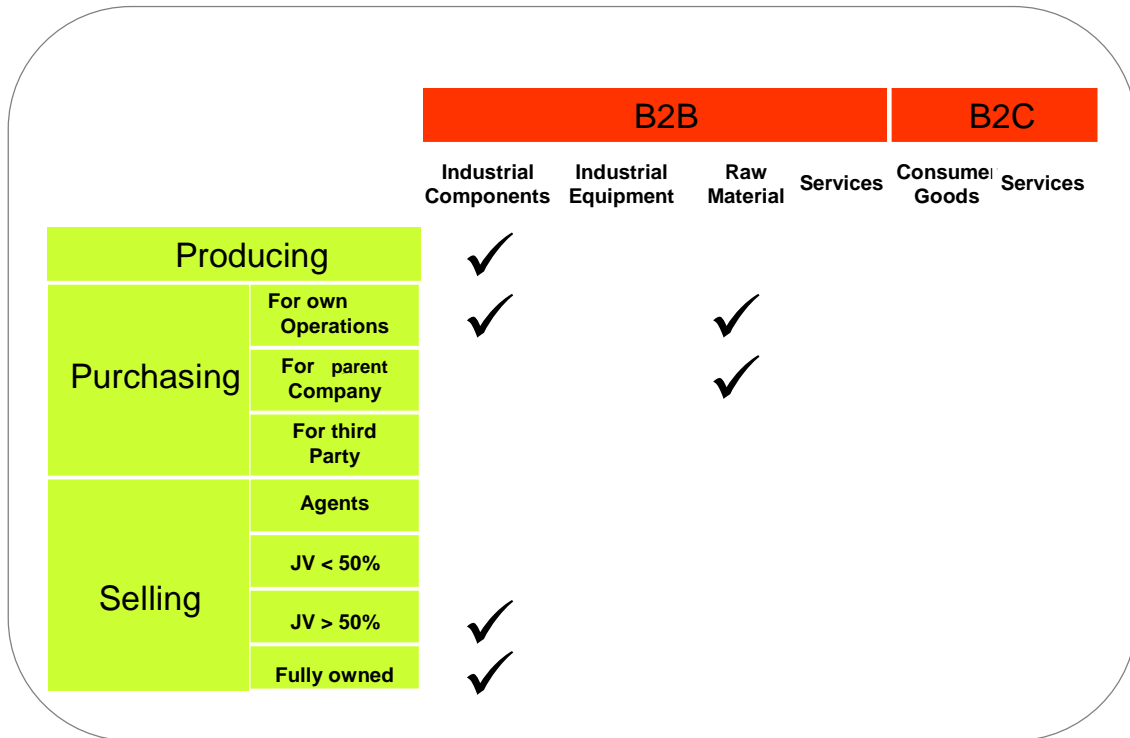 B2B B2C
Industrial Components Industrial Equipment Raw Material Services Consumer Goods Services
Producing
Purchasing
For own
Operations
For parent
Company
For third
Party
Selling
Agents
JV < 50%
JV > 50%
Fully owned